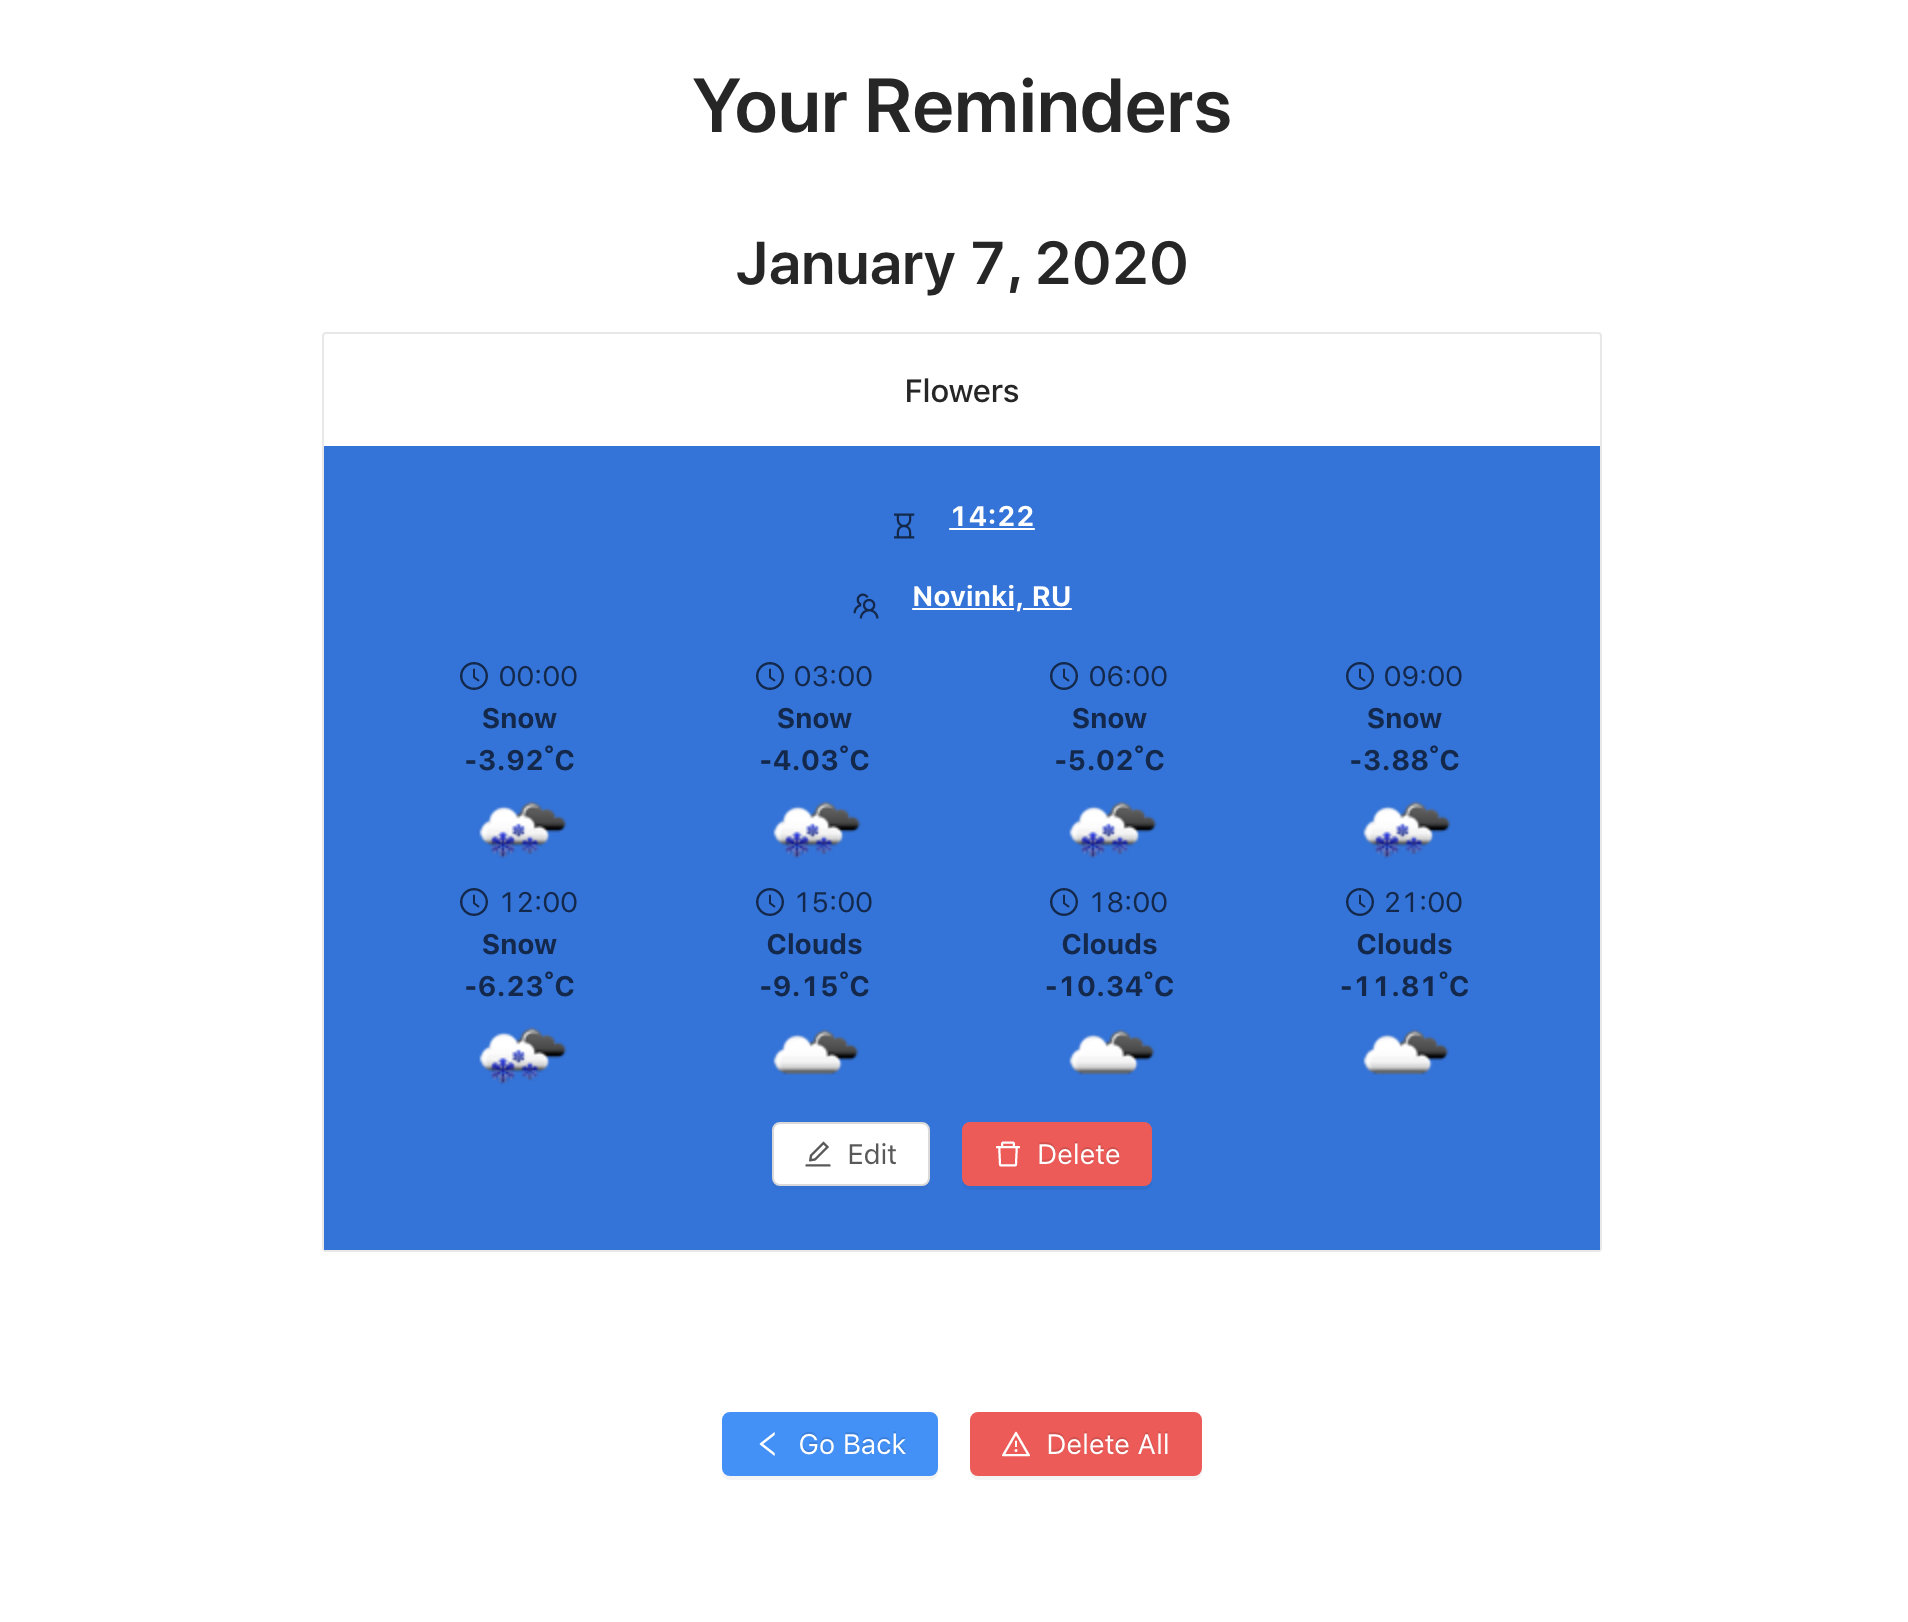 Your Reminders
January 7, 2020
Flowers
14:22
Novinki, RU
00:00 03:00 06:00 09:00
Snow Snow Snow Snow
-3.92°C -4.03°C -5.02°C -3.88°C
12:00 15:00 18:00 21:00
Snow Clouds Clouds Clouds
-6.23°C -9.15°C -10.34°C -11.81°C
Edit Delete
Go Back Delete All